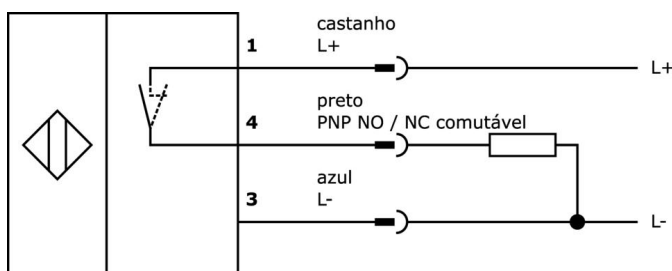 castanho
1 L+
L+
preto
4 PNP NO / NC comutável
azul
3 L-
L-